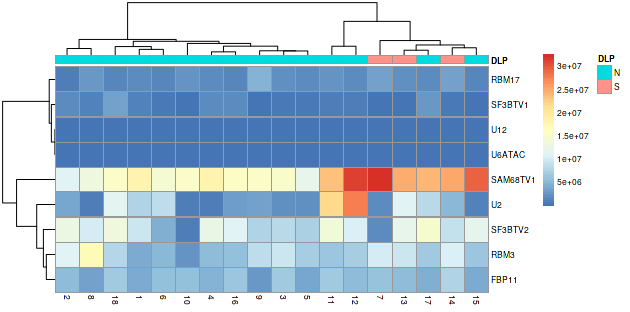 DLP
RBM17
SF3BTV1
U12
U6ATAC
SAM68TV1
U2
SF3BTV2
RBM3
FBP11
2 8 18 1 6 10 4 16 9 3 5 11 12 7 13 17 14 15
3e+07
2.5e+07
2e+07
1.5e+07
1e+07
5e+06
DLP
N
S